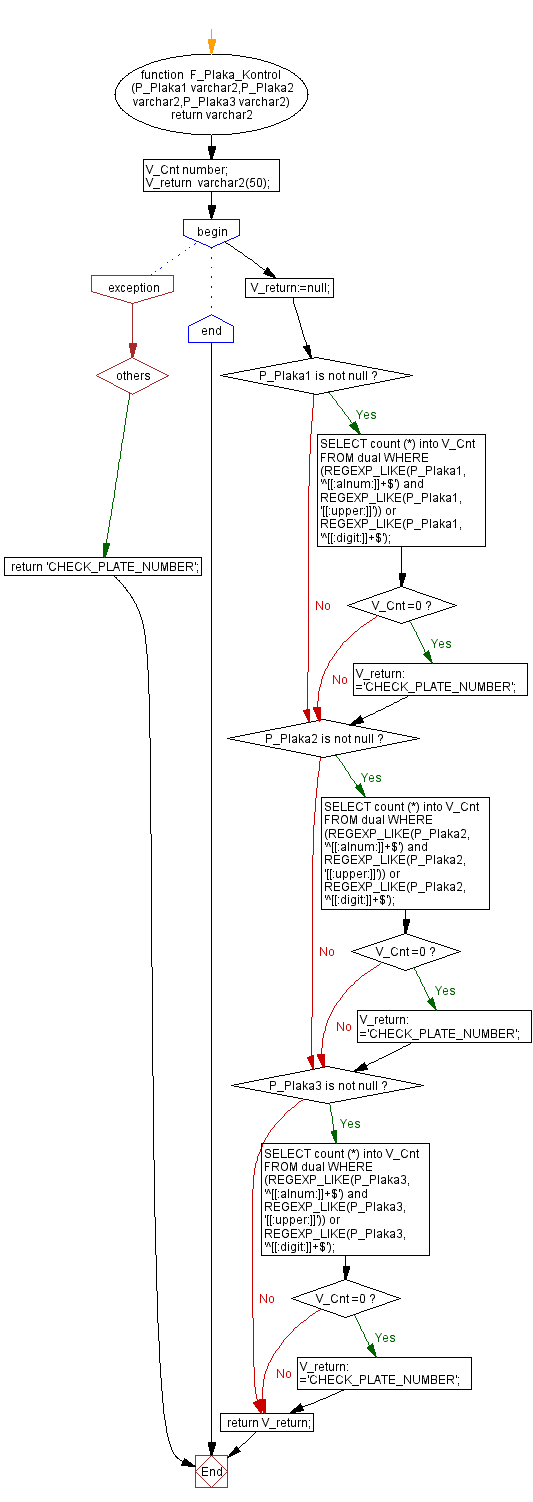 function F_Plaka_Kontrol
(P_Plaka1 varchar2,P_Plaka2
varchar2,P_Plaka3 varchar2)
return varchar2
V_Cnt number;
V_return varchar2(50);
begin
exception
V_return:=null;
end
others
P_Plaka1 is not null ?
Yes
SELECT count (*) into V_Cnt
FROM dual WHERE
(REGEXP_LIKE(P_Plaka1,
'^[[:alnum:]]+$') and
REGEXP_LIKE(P_Plaka1,
'[[:upper:]]')) or
REGEXP_LIKE(P_Plaka1,
'^[[:digit:]]+$');
return 'CHECK_PLATE_NUMBER';
No
V_Cnt =0 ?
Yes
No
V_return:
='CHECK_PLATE_NUMBER';
P_Plaka2 is not null ?
Yes
SELECT count (*) into V_Cnt
FROM dual WHERE
(REGEXP_LIKE(P_Plaka2,
'^[[:alnum:]]+$') and
REGEXP_LIKE(P_Plaka2,
'[[:upper:]]')) or
REGEXP_LIKE(P_Plaka2,
'^[[:digit:]]+$');
No
V_Cnt =0 ?
Yes
No
V_return:
='CHECK_PLATE_NUMBER';
P_Plaka3 is not null ?
Yes
SELECT count (*) into V_Cnt
FROM dual WHERE
(REGEXP_LIKE(P_Plaka3,
'^[[:alnum:]]+$') and
REGEXP_LIKE(P_Plaka3,
'[[:upper:]]')) or
REGEXP_LIKE(P_Plaka3,
'^[[:digit:]]+$');
No
V_Cnt =0 ?
Yes
No
V_return:
='CHECK_PLATE_NUMBER';
return V_return;
End